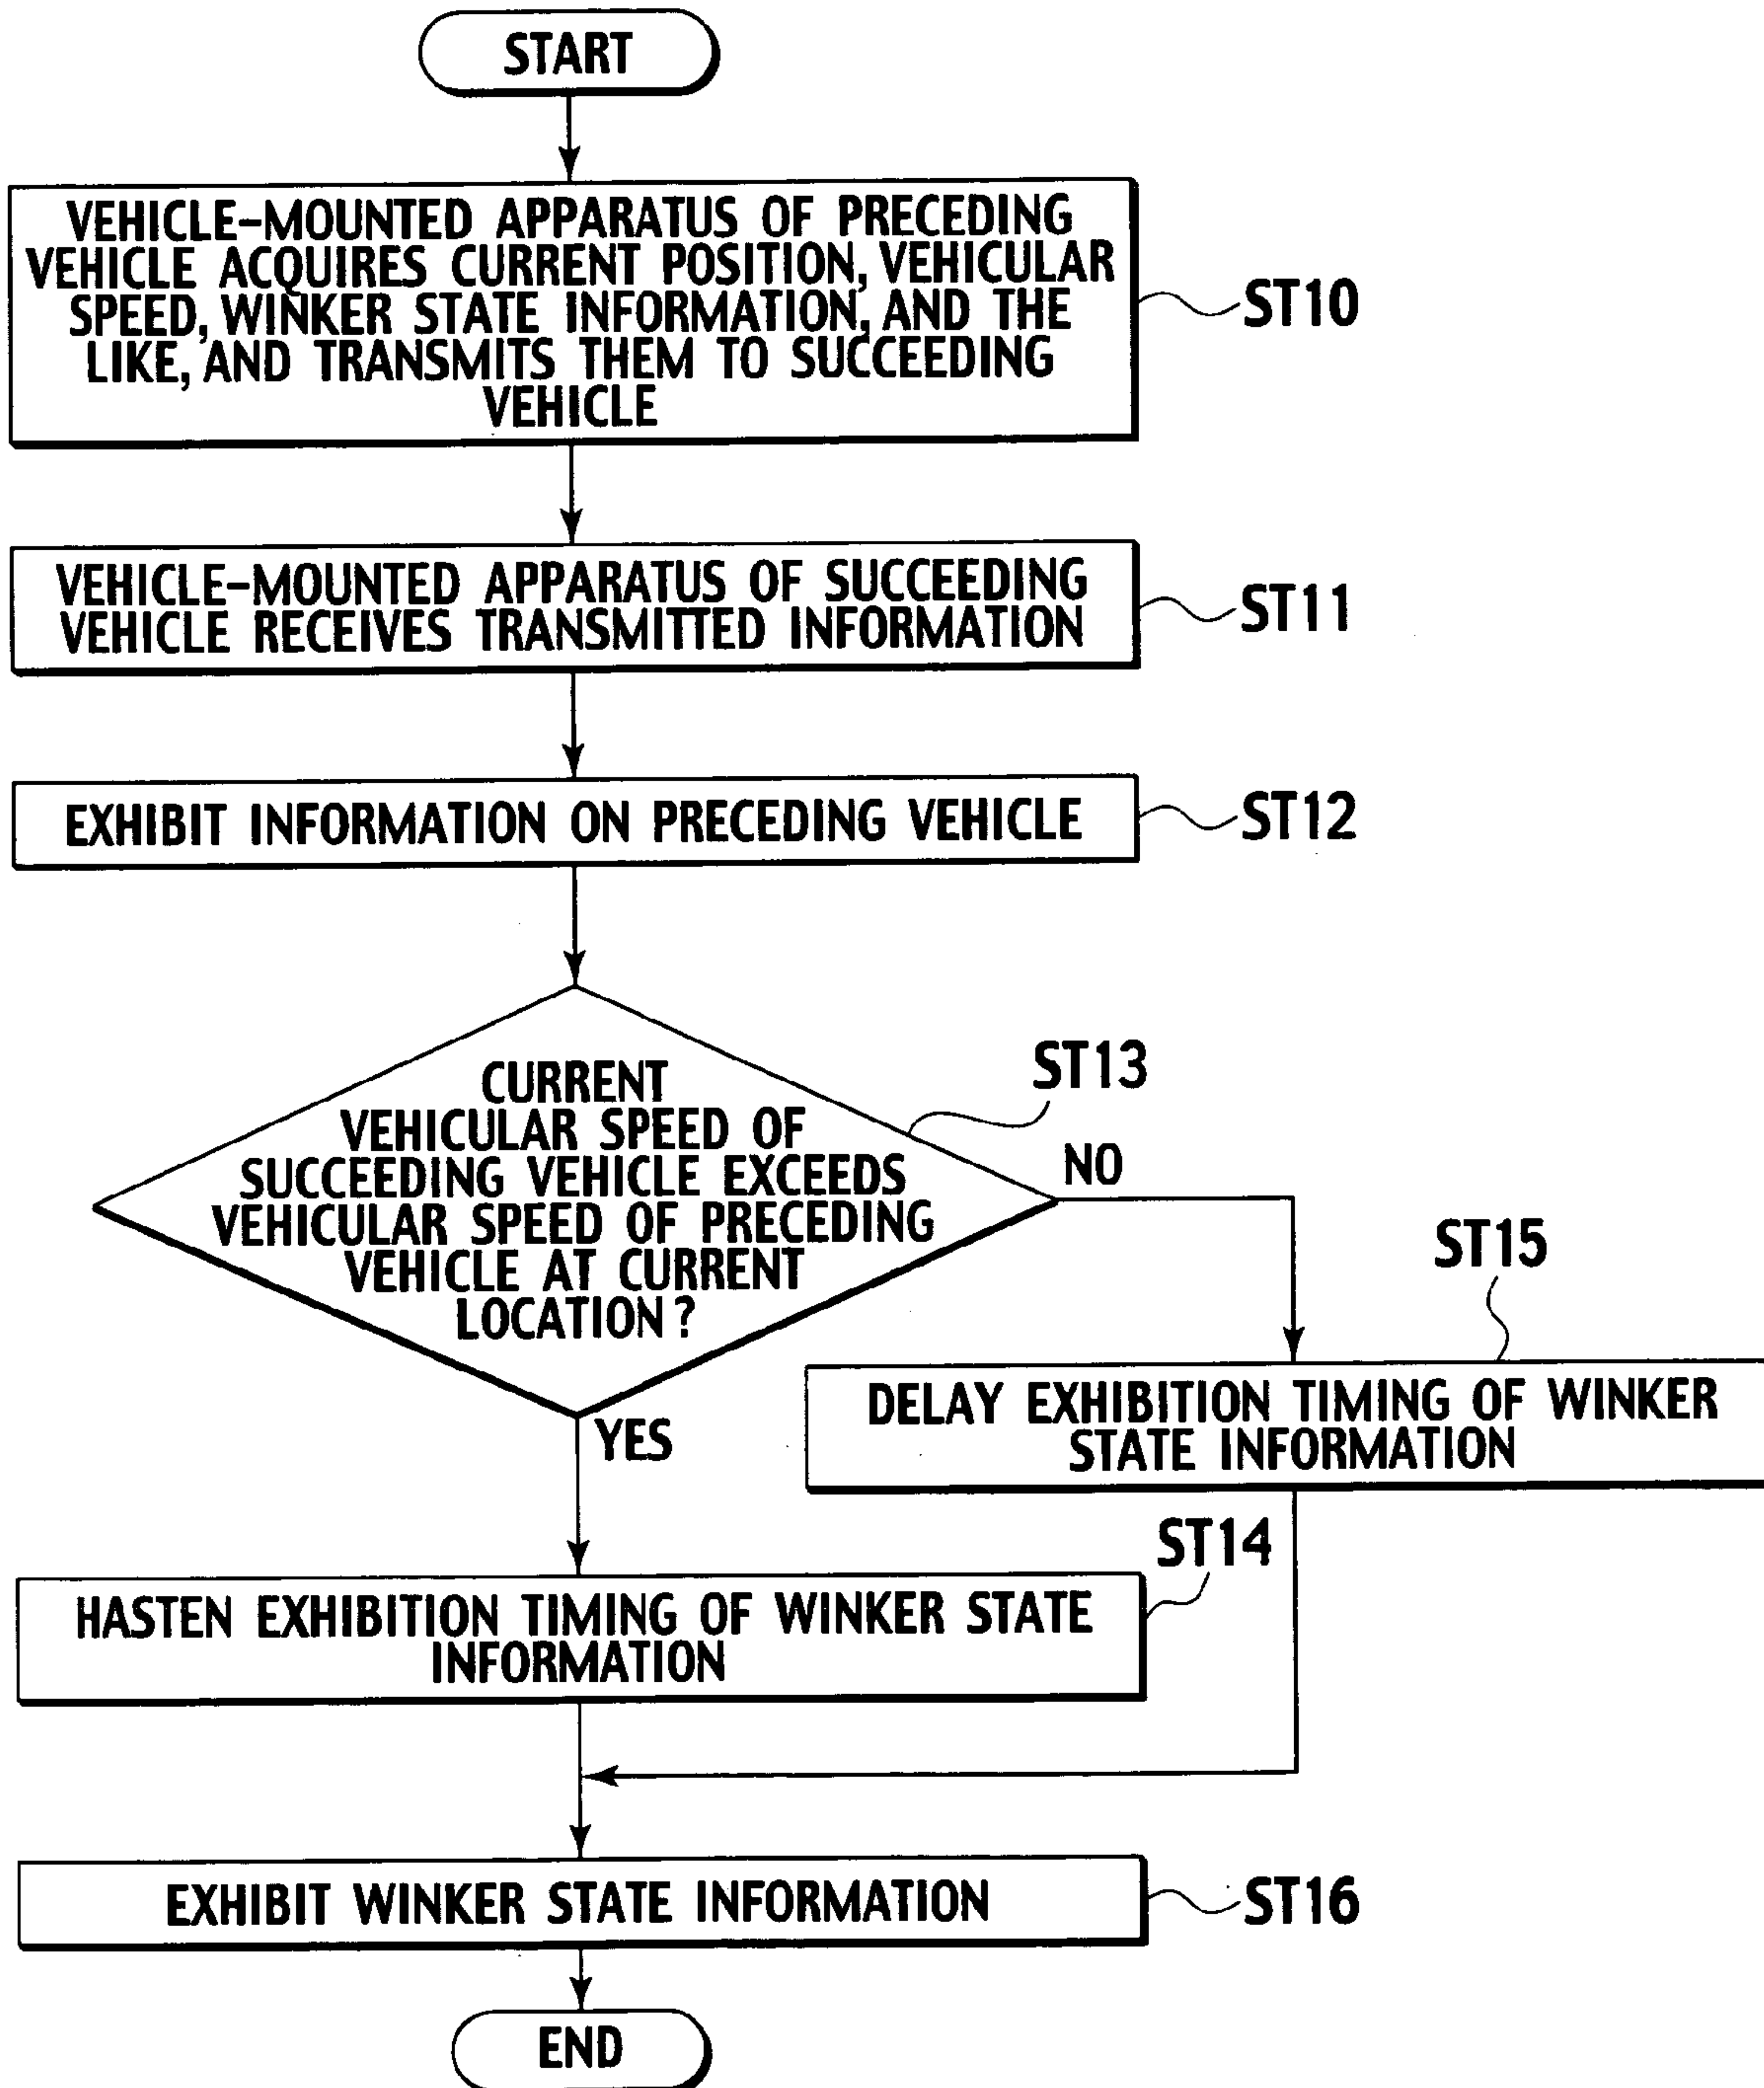 START
VEHICLE-MOUNTED APPARATUS OF PRECEDING
VEHICLE ACQUIRES CURRENT POSITION, VEHICULAR
SPEED, WINKER STATE INFORMATION, AND THE
LIKE, AND TRANSMITS THEM TO SUCCEEDING
VEHICLE
ST10
VEHICLE-MOUNTED APPARATUS OF SUCCEEDING
VEHICLE RECEIVES TRANSMITTED INFORMATION
ST11
EXHIBIT INFORMATION ON PRECEDING VEHICLE
ST12
CURRENT
VEHICULAR SPEED OF
SUCCEEDING VEHICLE EXCEEDS
VEHICULAR SPEED OF PRECEDING
VEHICLE AT CURRENT
LOCATION?
ST13
NO
ST15
DELAY EXHIBITION TIMING OF WINKER
STATE INFORMATION
YES
ST14
HASTEN EXHIBITION TIMING OF WINKER STATE
INFORMATION
EXHIBIT WINKER STATE INFORMATION
ST16
END